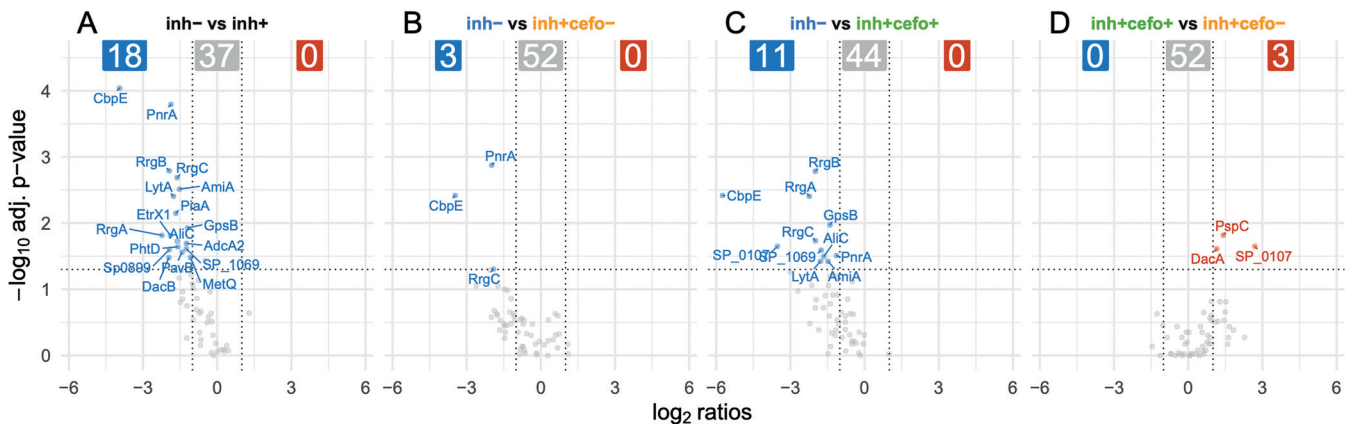 A inh− vs inh+
B inh− vs inh+cefo−
C inh− vs inh+cefo+
D inh+cefo+ vs inh+cefo−
18 37 0
3 52 0
11 44 0
0 52 3
−log10 adj. p-value
4
3
2
1
0
CbpE
PnrA
RrgB
RrgC
LytA
AmiA
PiaA
EtrX1
GpsB
RrgA
AliC
PhtD
AdcA2
Sp0899
PavB
SP_1069
DacB
MetQ
PnrA
CbpE
RrgC
RrgB
CbpE
RrgA
GpsB
RrgC
AliC
SP_0107
SP_1069
PnrA
LytA
AmiA
PspC
DacA
SP_0107
−6 −3 0 3 6
−6 −3 0 3 6
−6 −3 0 3 6
−6 −3 0 3 6
log2 ratios